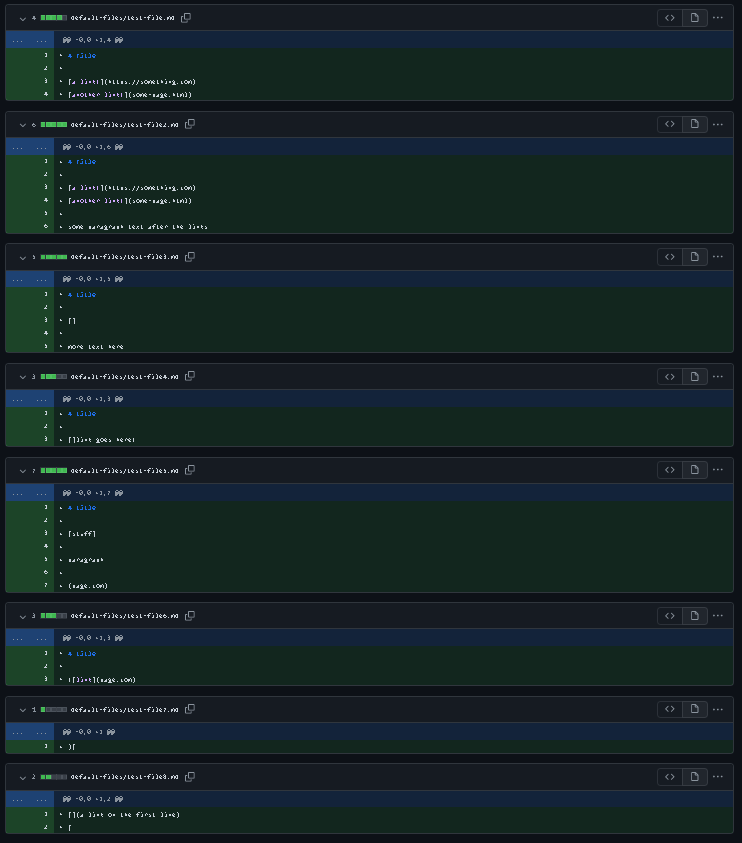 4 default-files/test-file.md
... ... @@ -0,0 +1,4 @@
1 + # Title
2 +
3 + [a link!](https://something.com)
4 + [another link!](some-page.html)
6 default-files/test-file2.md
... ... @@ -0,0 +1,6 @@
1 + # Title
2 +
3 + [a link!](https://something.com)
4 + [another link!](some-page.html)
5 +
6 + some paragraph text after the links
5 default-files/test-file3.md
... ... @@ -0,0 +1,5 @@
1 + # title
2 +
3 + []
4 +
5 + more text here
3 default-files/test-file4.md
... ... @@ -0,0 +1,3 @@
1 + # title
2 +
3 + [](link goes here)
7 default-files/test-file5.md
... ... @@ -0,0 +1,7 @@
1 + # title
2 +
3 + [stuff]
4 +
5 + paragraph
6 +
7 + (page.com)
3 default-files/test-file6.md
... ... @@ -0,0 +1,3 @@
1 + # title
2 +
3 + ![link](page.com)
1 default-files/test-file7.md
... ... @@ -0,0 +1 @@
1 + )[
2 default-files/test-file8.md
... ... @@ -0,0 +1,2 @@
1 + [](a link on the first line)
2 + [